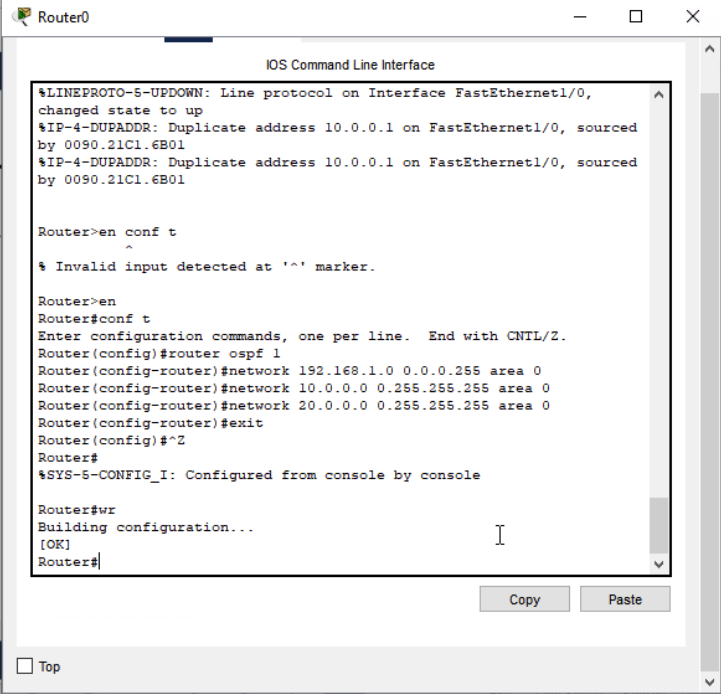 Router0
IOS Command Line Interface
%LINEPROTO-5-UPDOWN: Line protocol on Interface FastEthernet1/0,
changed state to up
%IP-4-DUPADDR: Duplicate address 10.0.0.1 on FastEthernet1/0, sourced
by 0090.21C1.6B01
%IP-4-DUPADDR: Duplicate address 10.0.0.1 on FastEthernet1/0, sourced
by 0090.21C1.6B01
Router>en conf t
^
% Invalid input detected at '^' marker.
Router>en
Router#conf t
Enter configuration commands, one per line.  End with CNTL/Z.
Router(config)#router ospf 1
Router(config-router)#network 192.168.1.0 0.0.0.255 area 0
Router(config-router)#network 10.0.0.0 0.255.255.255 area 0
Router(config-router)#network 20.0.0.0 0.255.255.255 area 0
Router(config-router)#exit
Router(config)#^Z
Router#
%SYS-5-CONFIG_I: Configured from console by console
Router#wr
Building configuration...
[OK]
Router#
Copy
Paste
Top